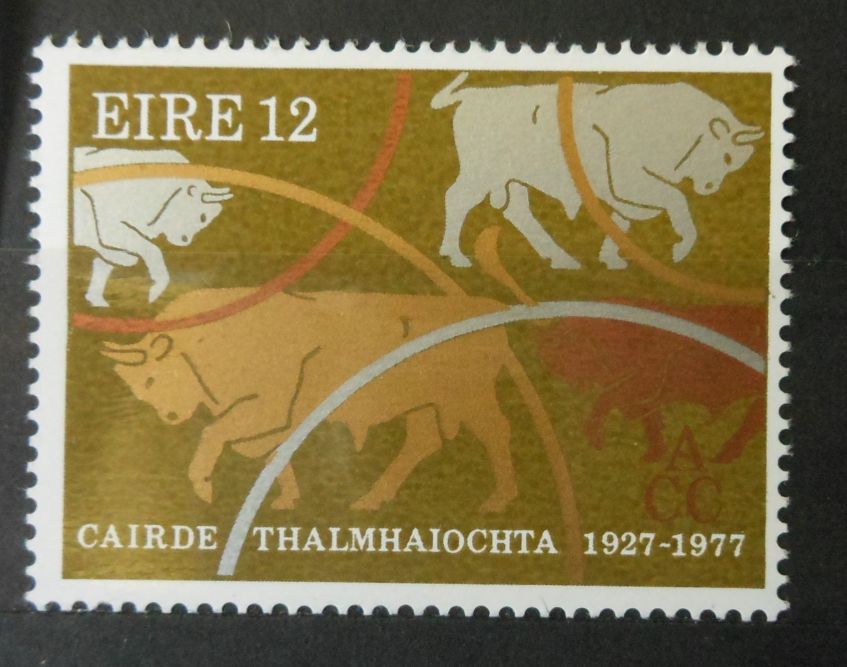 EIRE 12
A
CC
CAIRDE THALMHAIOCHTA 1927-1977